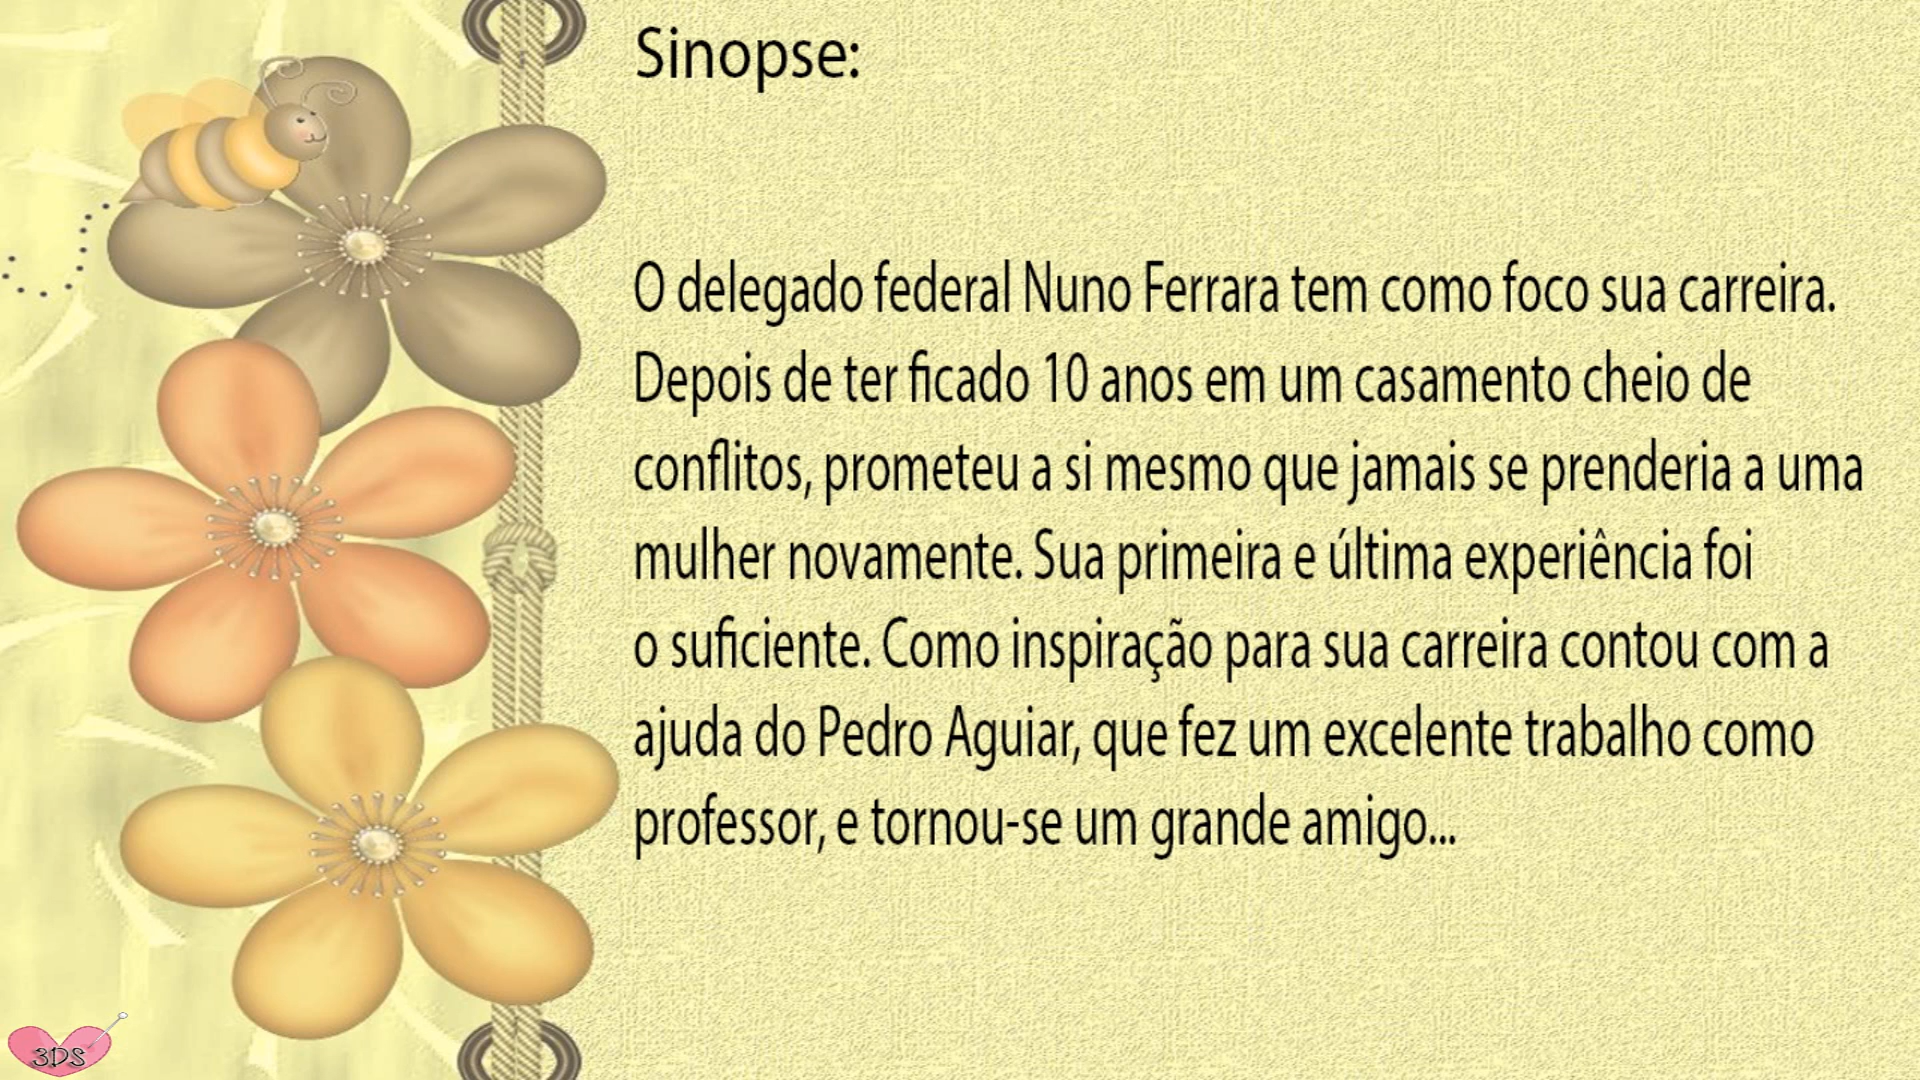 Sinopse:
O delegado federal Nuno Ferrara tem como foco sua carreira.
Depois de ter ficado 10 anos em um casamento cheio de
conflitos, prometeu a si mesmo que jamais se prenderia a uma
mulher novamente. Sua primeira e última experiência foi
o suficiente. Como inspiração para sua carreira contou com a
ajuda do Pedro Aguiar, que fez um excelente trabalho como
professor, e tornou-se um grande amigo...
3DS